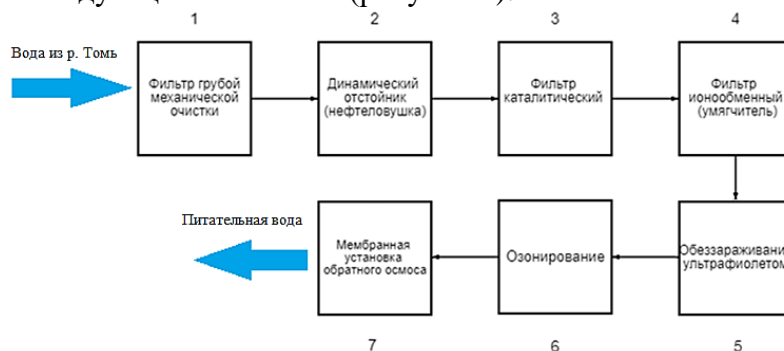 1
2
3
4
Вода из р. Томь
Фильтр грубой
механической
очистки
Динамический
отстойник
(нефтеловушка)
Фильтр
каталитический
Фильтр
ионообменный
(умягчитель)
Питательная вода
Мембранная
установка
обратного осмоса
Озонирование
Обеззараживани
ультрафиолетом
7
6
5